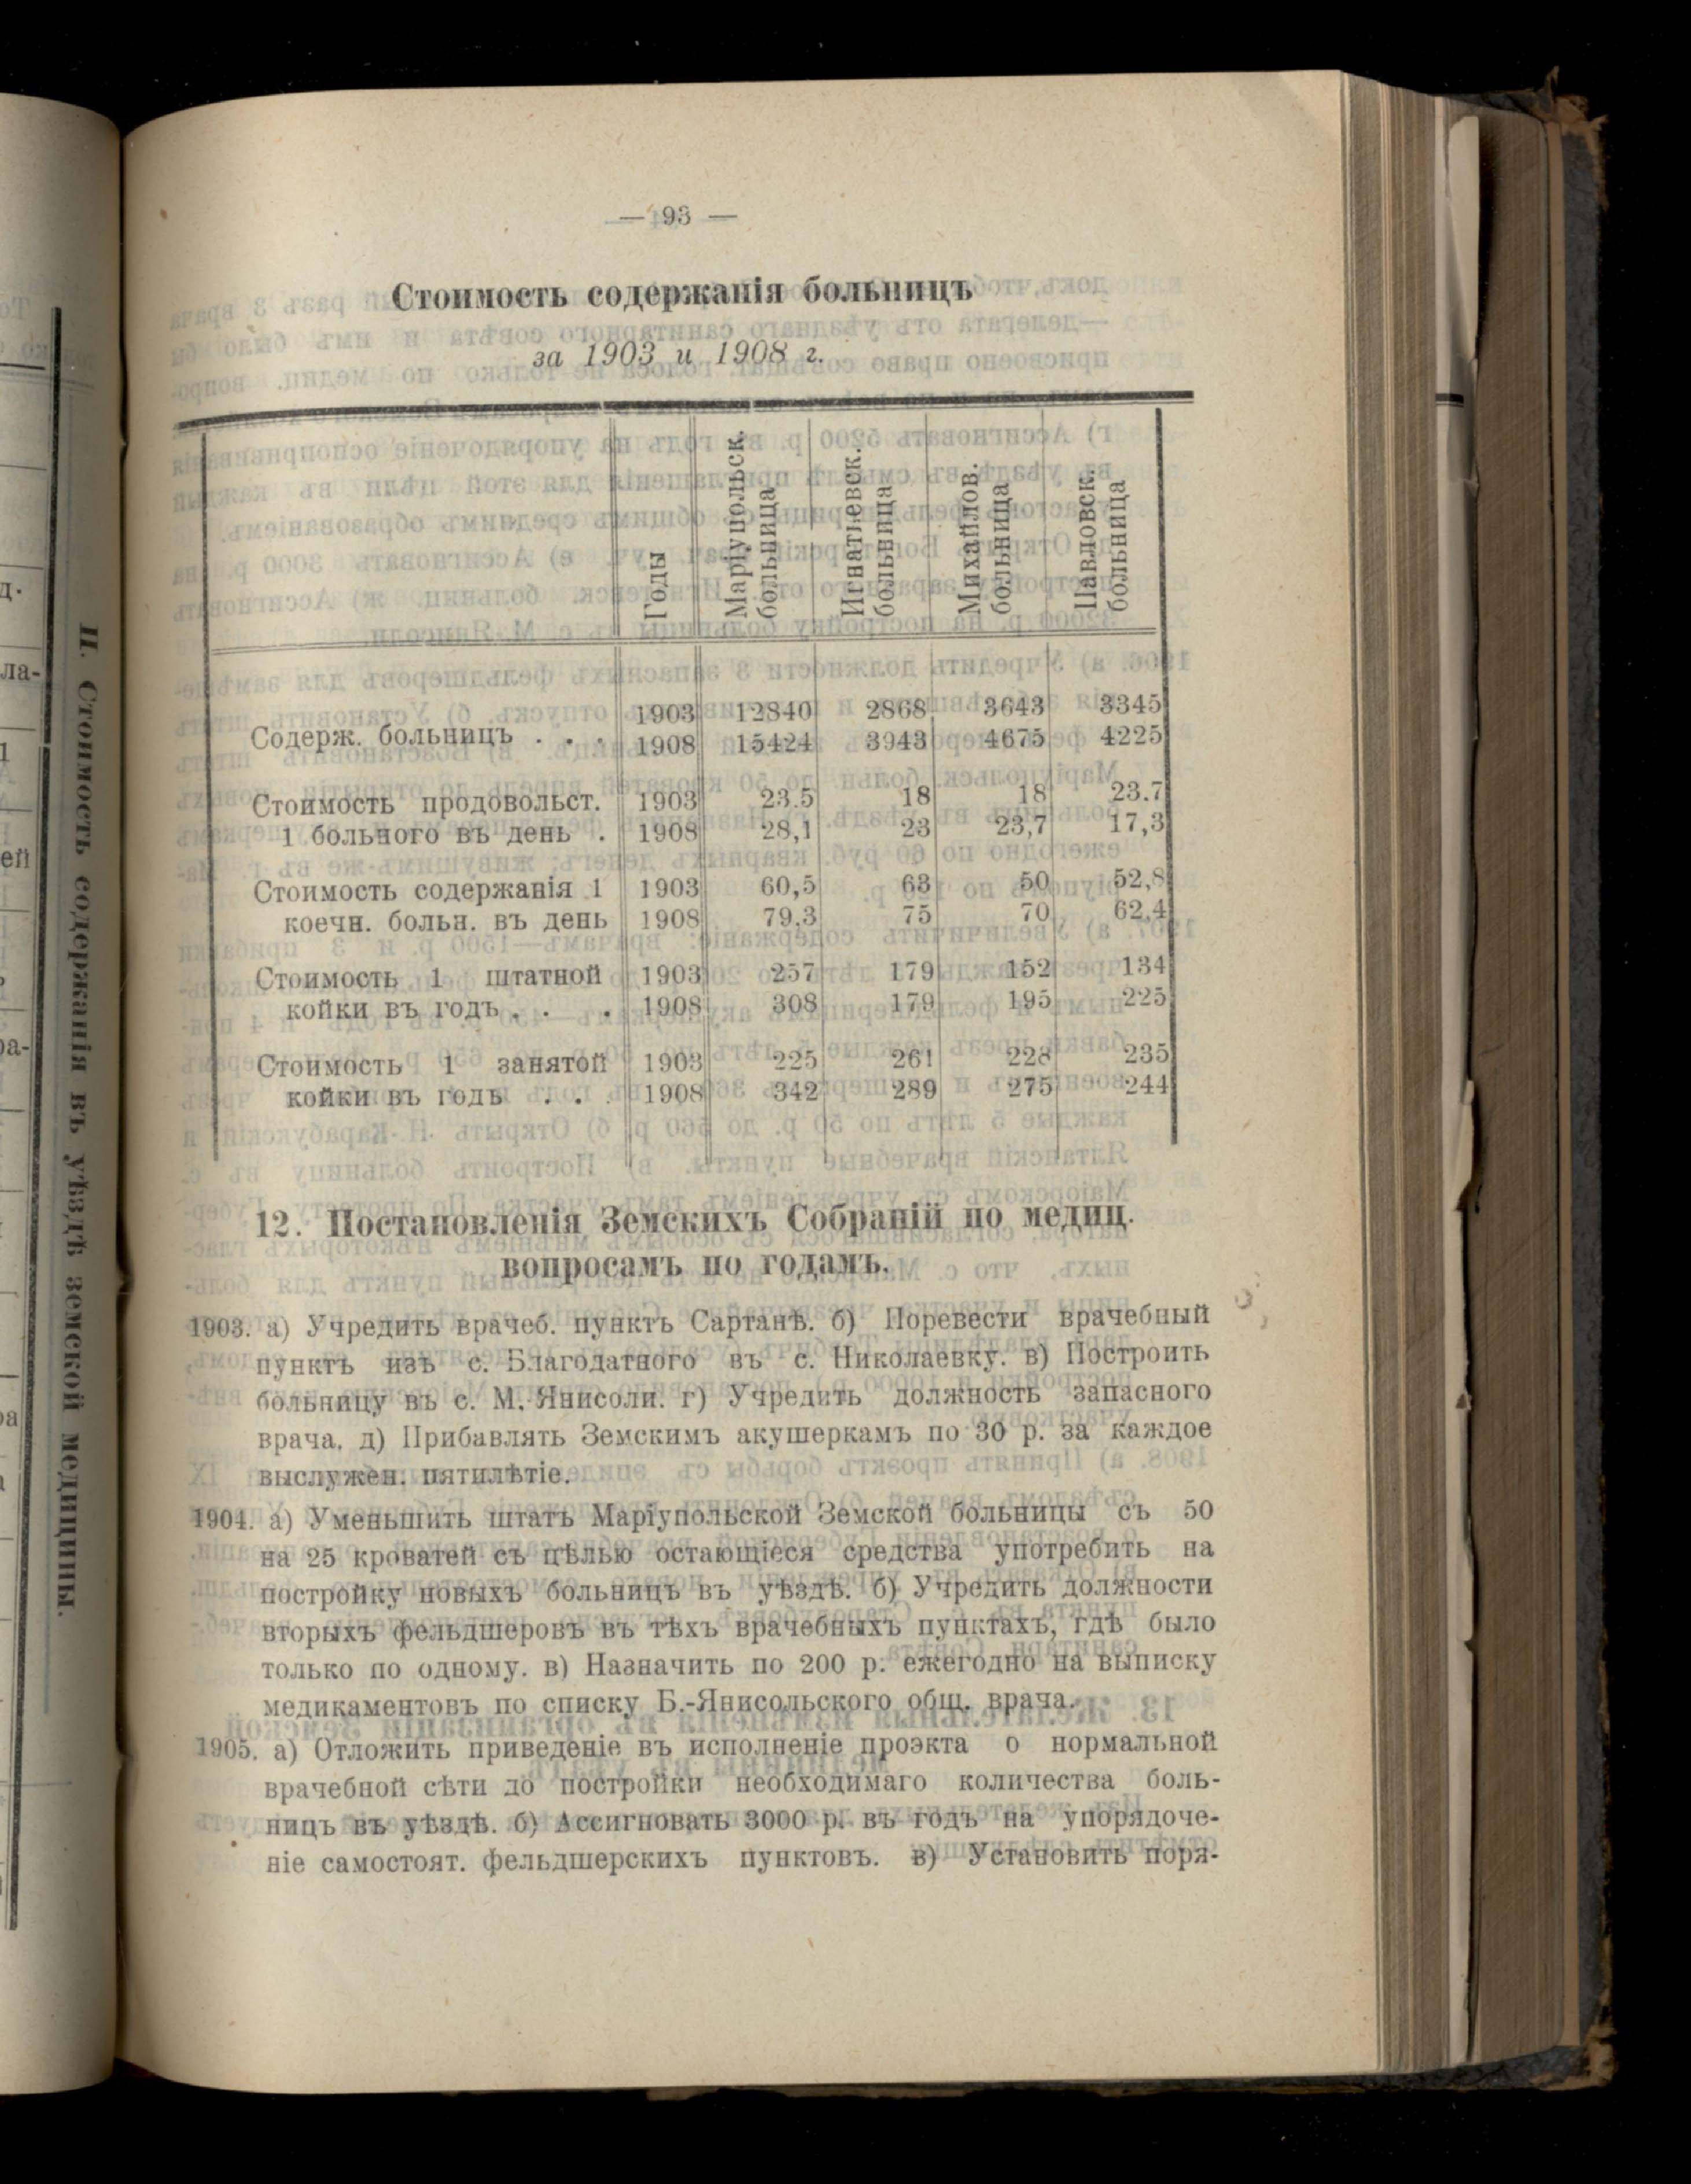 — 93 —
Стоимость содержанія больницъ
за 1903 и 1908 г.
Годы
Маріупольск. больница
Игнатьевск. больница
Михайлов. больница
Павловск. больница
Содерж. больницъ . . . 1903 12840 2868 3643 3345
1908 15424 3943 4675 4225
Стоимость продовольст. 1903 23.5 18 18 23.7
1 больного въ день . 1908 28,1 23 23,7 17,3
Стоимость содержанія 1 1903 60,5 63 50 52,8
коечн. больн. въ день 1908 79,3 75 70 62,4
Стоимость 1 штатной 1903 257 179 152 134
койки въ годъ . . . 1908 308 179 195 225
Стоимость 1 занятой 1903 225 261 228 235
койки въ годъ . . . 1908 342 289 275 244
12. Постановленія Земскихъ Собраній по медиц.
вопросамъ по годамъ.
1903. а) Учредить врачеб. пунктъ Сартанѣ. б) Поревести врачебный
пунктъ изъ с. Благодатного въ с. Николаевку. в) Построить
больницу въ с. М. Янисоли. г) Учредить должность запасного
врача. д) Прибавлять Земскимъ акушеркамъ по 30 р. за каждое
выслужен. пятилѣтіе.
1904. а) Уменьшить штатъ Маріупольской Земской больницы съ 50
на 25 кроватей съ цѣлью остающіеся средства употребить на
постройку новыхъ больницъ въ уѣздѣ. б) Учредить должности
вторыхъ фельдшеровъ въ тѣхъ врачебныхъ пунктахъ, гдѣ было
только по одному. в) Назначить по 200 р. ежегодно на выписку
медикаментовъ по списку Б.-Янисольского общ. врача.
1905. а) Отложить приведеніе въ исполненіе проэкта о нормальной
врачебной сѣти до постройки необходимаго количества боль-
ницъ въ уѣздѣ. б) Ассигновать 3000 р. въ годъ на упорядоче-
ніе самостоят. фельдшерскихъ пунктовъ. в) Установить поря-
II. Стоимость содержанія въ уѣздѣ земской медицины.